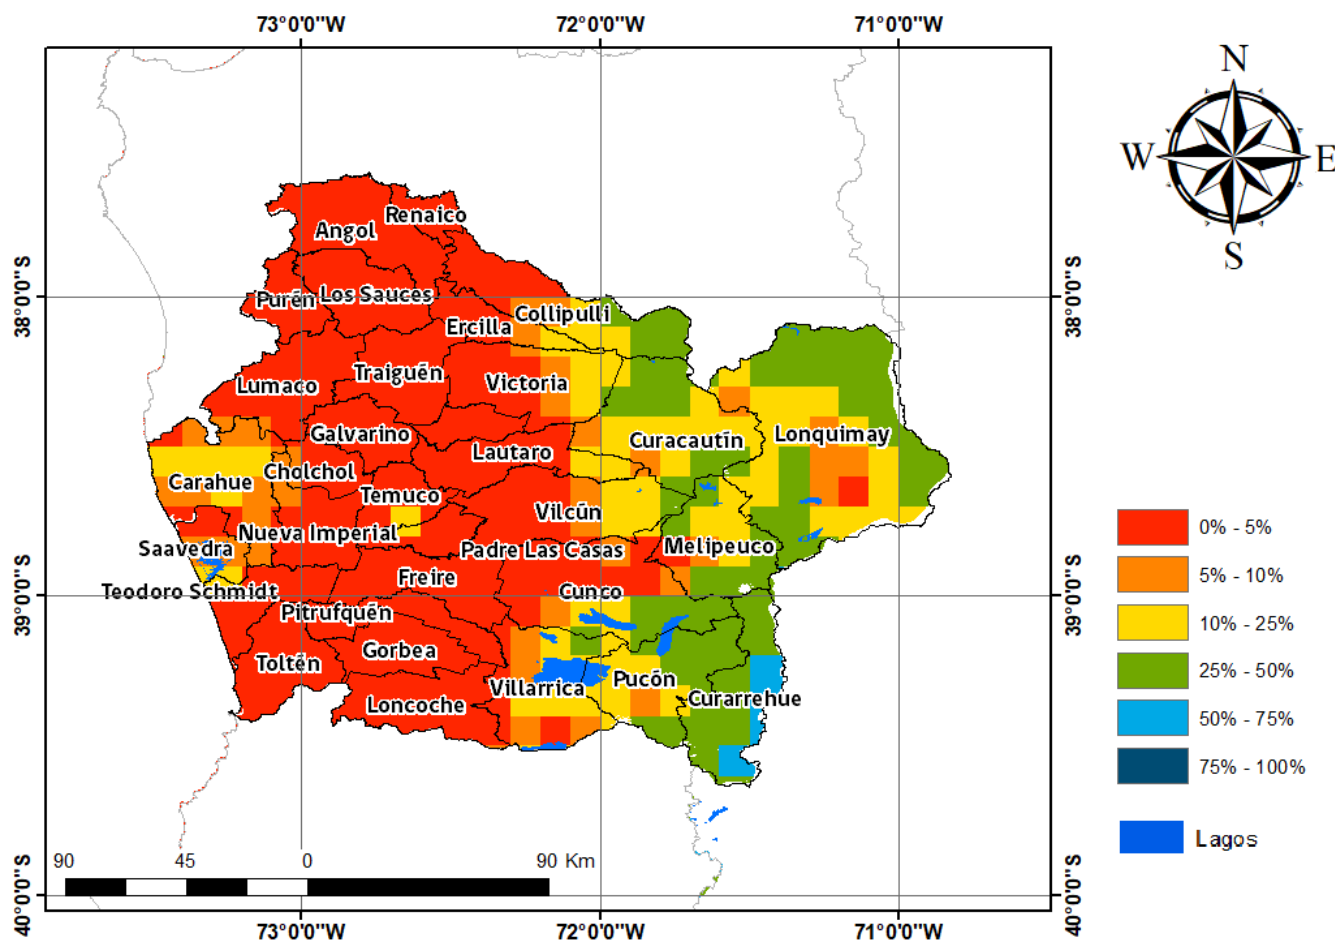 73°0'0"W 72°0'0"W 71°0'0"W
N
W E
S
Renaico
Angol
38°0'0"S 38°0'0"S
Purén Los Sauces
Collipulli
Ercilla
Traiguén
Lumaco Victoria
Galvarino Curacautín Lonquimay
Lautaro
Cholchol
Carahue Temuco
Vilcún
Nueva Imperial
Saavedra Padre Las Casas Melipeuco
Freire
Teodoro Schmidt Cunco
39°0'0"S 39°0'0"S
Pitrufquén
Gorbea
Toltén
Villarrica Pucón
Loncoche Curarrehue
0% - 5%
5% - 10%
10% - 25%
25% - 50%
50% - 75%
75% - 100%
Lagos
90 45 0 90 Km
40°0'0"S 40°0'0"S
73°0'0"W 72°0'0"W 71°0'0"W